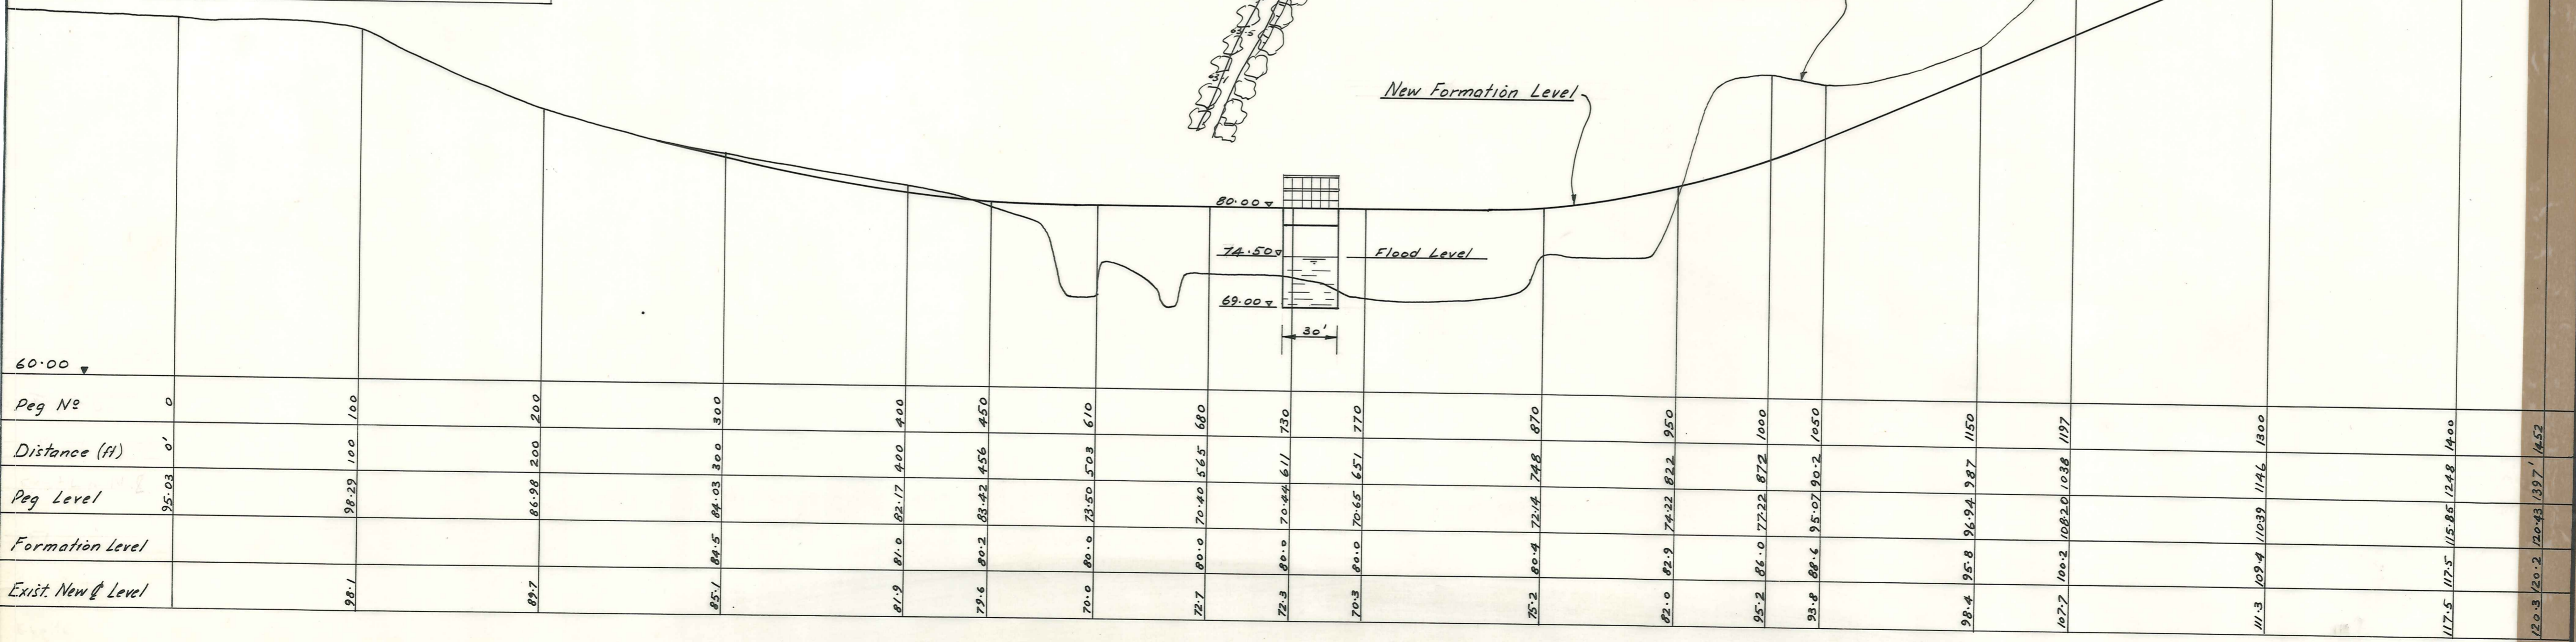 63.5
63.1
New Formation Level
80.00
74.50 Flood Level
69.00
30'
60.00
Peg Nº 0 100 200 300 400 450 610 680 730 770 870 950 1000 1050 1150 1197 1300 1400 1452
Distance (ft) 0' 100 200 300 400 456 503 565 611 651 748 822 872 90.2 987 1038 1146 1248 1397'
Peg Level 95.03 98.29 86.98 84.03 82.17 83.42 73.50 70.40 70.44 70.65 72.14 74.22 77.22 95.07 96.94 108.20 110.39 115.85 120.43
Formation Level 84.5 81.0 80.2 80.0 80.0 80.0 80.0 80.4 82.9 86.0 88.6 95.8 100.2 109.4 117.5 120.2
Exist. New ₵ Level 98.1 89.7 85.1 81.9 79.6 70.0 72.7 72.3 70.3 75.2 82.0 95.2 93.8 98.4 107.7 111.3 117.5 120.3